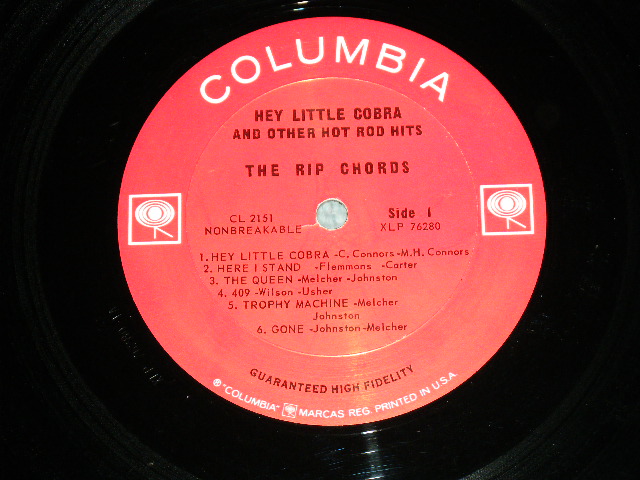 COLUMBIA
HEY LITTLE COBRA
AND OTHER HOT ROD HITS
THE RIP CHORDS
CL 2151
NONBREAKABLE
Side 1
XLP 76280
1. HEY LITTLE COBRA -C. Connors-M.H. Connors
2. HERE I STAND -Flemmons -Carter
3. THE QUEEN -Melcher -Johnston
4. 409 -Wilson -Usher
5. TROPHY MACHINE -Melcher
Johnston
6. GONE -Johnston-Melcher
GUARANTEED HIGH FIDELITY
® "COLUMBIA" MARCAS REG. PRINTED IN U.S.A.